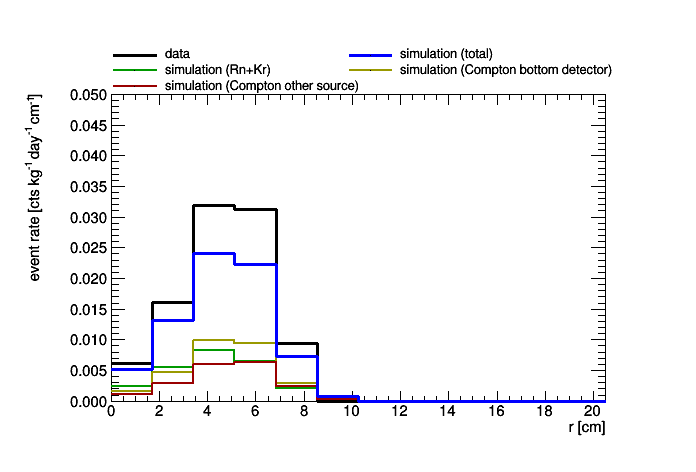 data
simulation (total)
simulation (Rn+Kr)
simulation (Compton bottom detector)
simulation (Compton other source)
event rate [cts kg⁻¹ day⁻¹ cm⁻¹]
0.050
0.045
0.040
0.035
0.030
0.025
0.020
0.015
0.010
0.005
0.000
0 2 4 6 8 10 12 14 16 18 20
r [cm]